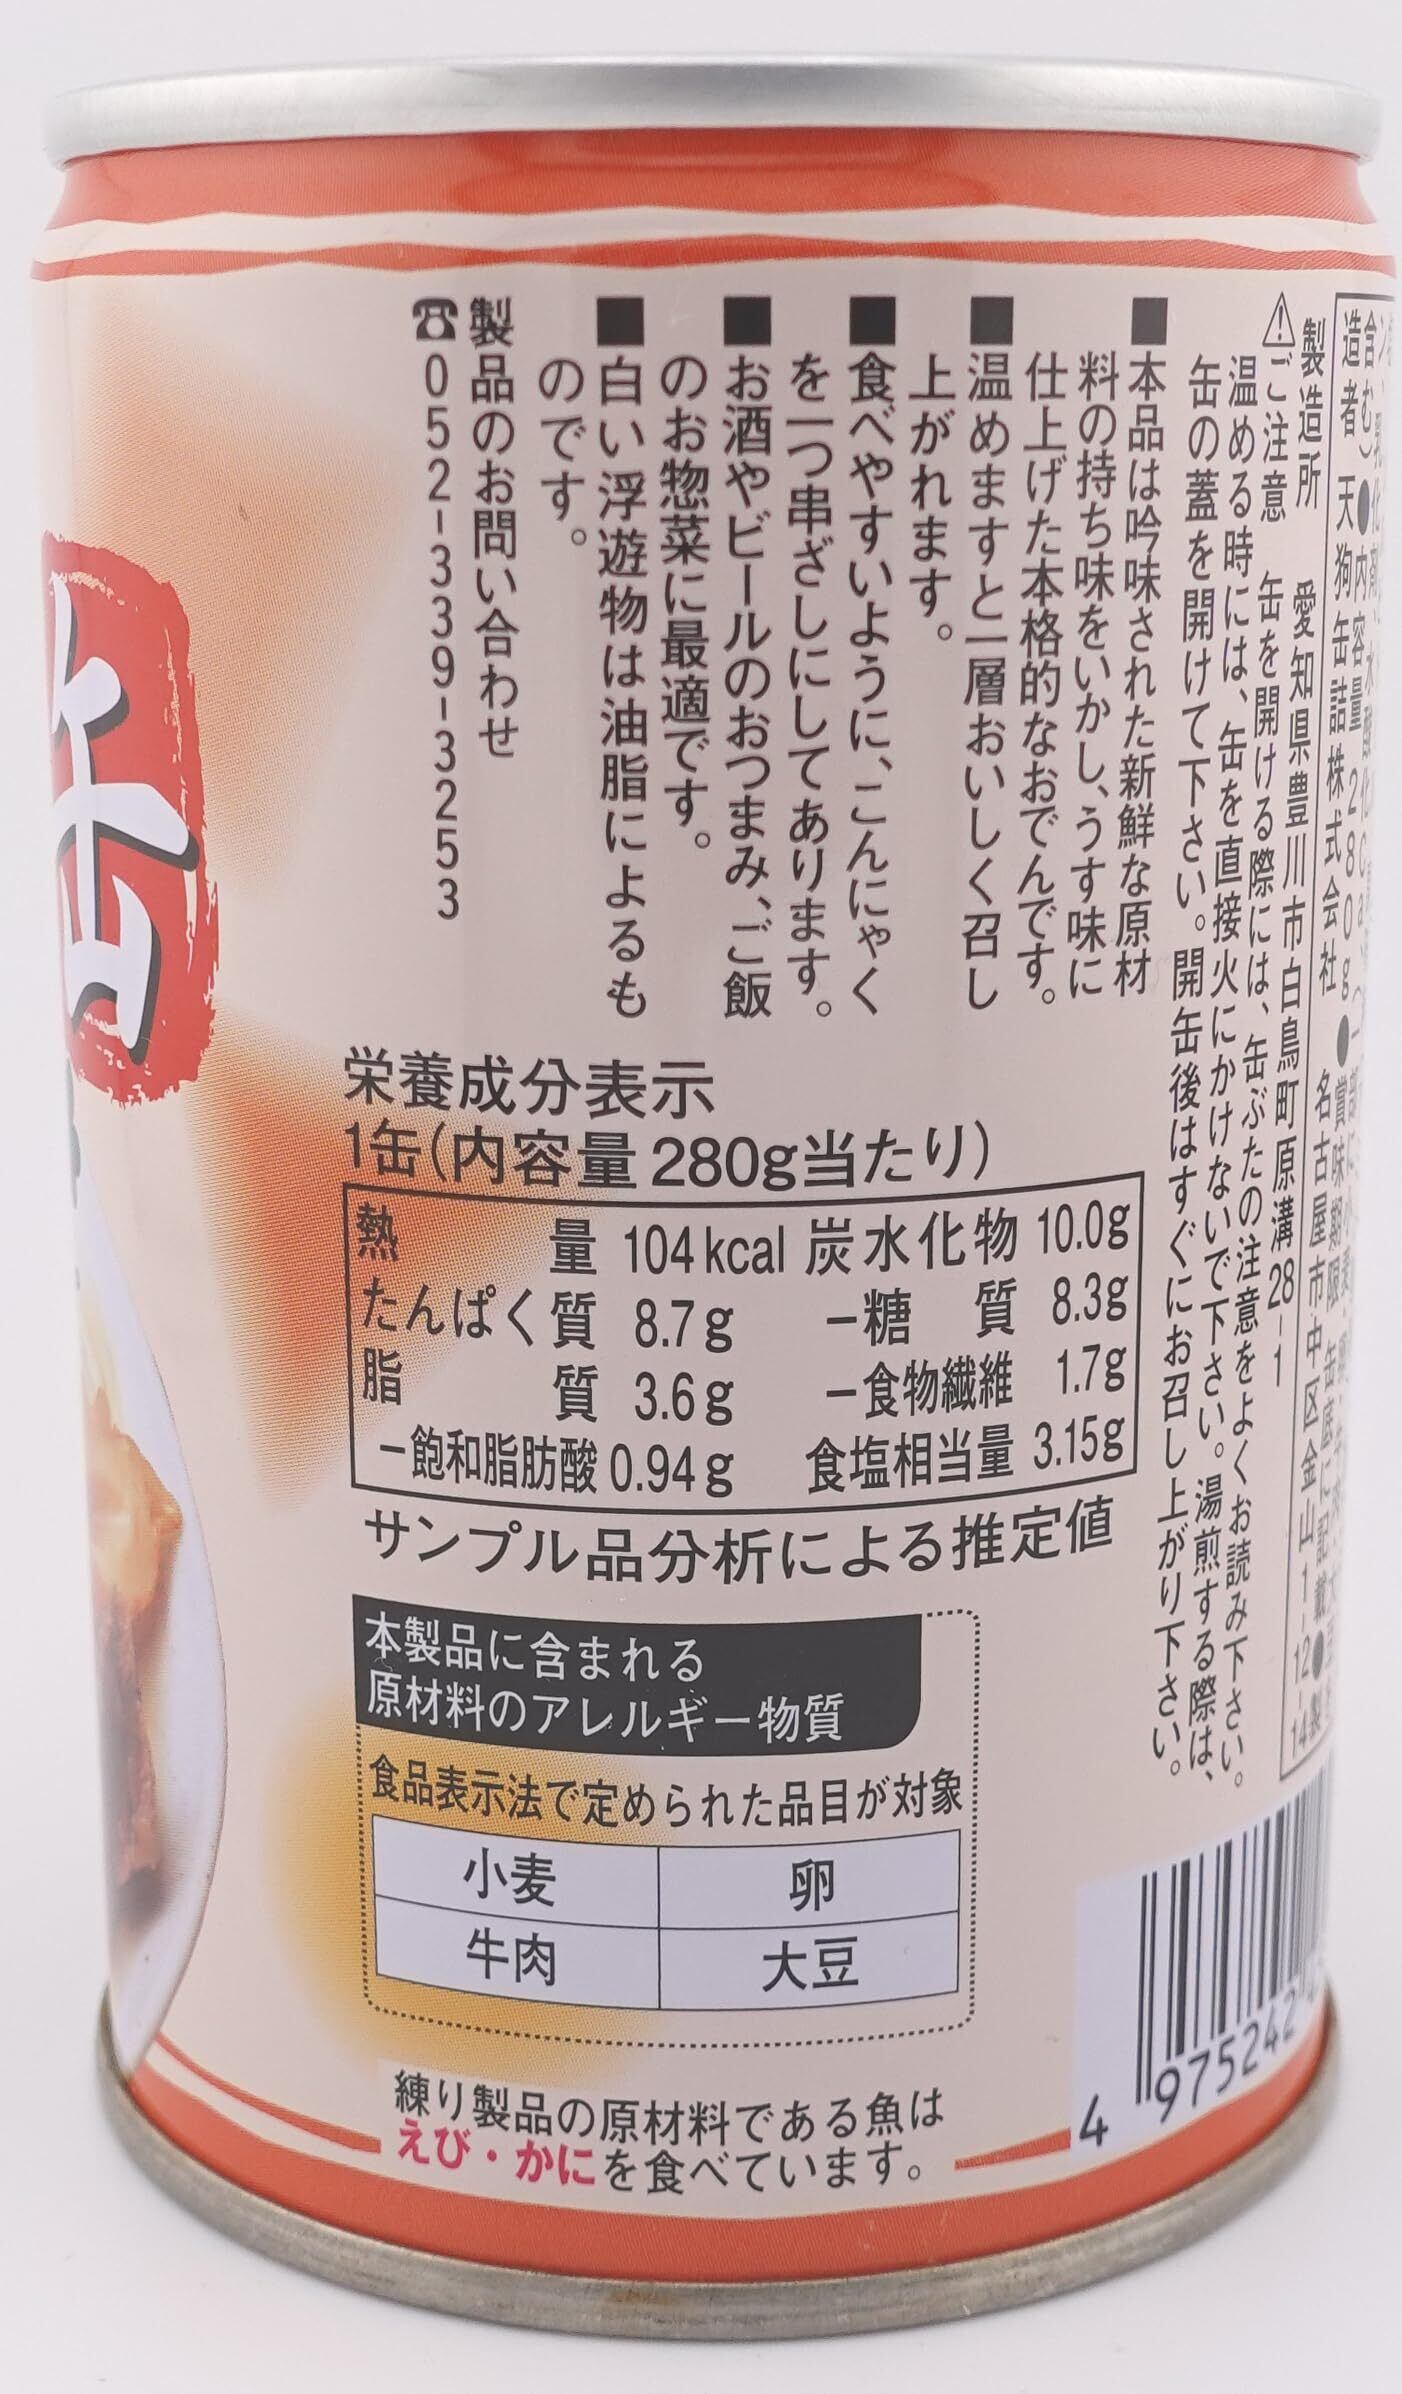 造者 天狗缶詰株式会社 名古屋市中区金山1-12-14
製造所 愛知県豊川市白鳥町原溝28-1
⚠ご注意 缶を開ける際には、缶ぶたの注意をよくお読み下さい。
温める時には、缶を直接火にかけないで下さい。湯煎する際は、
缶の蓋を開けて下さい。開缶後はすぐにお召し上がり下さい。
■本品は吟味された新鮮な原材
料の持ち味をいかし、うす味に
仕上げた本格的なおでんです。
■温めますと一層おいしく召し
上がれます。
■食べやすいように、こんにゃく
を一つ串ざしにしてあります。
■お酒やビールのおつまみ、ご飯
のお惣菜に最適です。
■白い浮遊物は油脂によるも
のです。
製品のお問い合わせ
☎052-339-3253
栄養成分表示
1缶(内容量280g当たり)
熱量 104kcal 炭水化物 10.0g
たんぱく質 8.7g −糖質 8.3g
脂質 3.6g −食物繊維 1.7g
−飽和脂肪酸 0.94g 食塩相当量 3.15g
サンプル品分析による推定値
本製品に含まれる
原材料のアレルギー物質
食品表示法で定められた品目が対象
小麦 卵
牛肉 大豆
練り製品の原材料である魚は
えび・かにを食べています。
4 975242